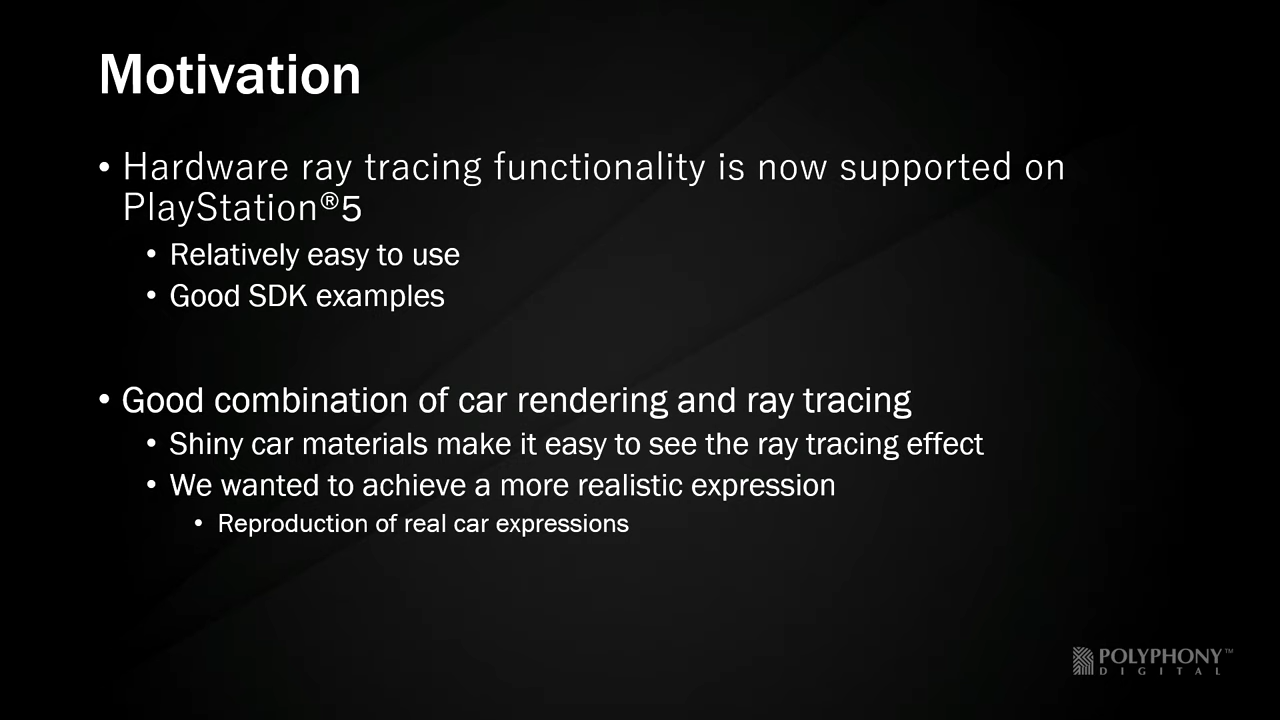 Motivation
• Hardware ray tracing functionality is now supported on
PlayStation®5
• Relatively easy to use
• Good SDK examples
• Good combination of car rendering and ray tracing
• Shiny car materials make it easy to see the ray tracing effect
• We wanted to achieve a more realistic expression
• Reproduction of real car expressions
POLYPHONY™
DIGITAL